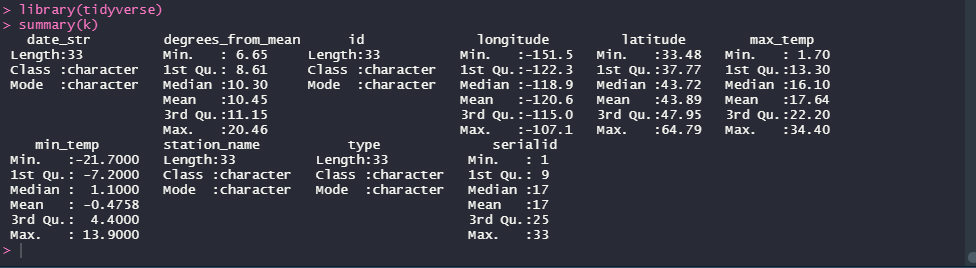 > library(tidyverse)
> summary(k)
   date_str         degrees_from_mean      id              longitude         latitude        max_temp    
 Length:33          Min.   : 6.65     Length:33          Min.   :-151.5   Min.   :33.48   Min.   : 1.70  
 Class :character   1st Qu.: 8.61     Class :character   1st Qu.:-122.3   1st Qu.:37.77   1st Qu.:13.30  
 Mode  :character   Median :10.30     Mode  :character   Median :-118.9   Median :43.72   Median :16.10  
                    Mean   :10.45                        Mean   :-120.6   Mean   :43.89   Mean   :17.64  
                    3rd Qu.:11.15                        3rd Qu.:-115.0   3rd Qu.:47.95   3rd Qu.:22.20  
                    Max.   :20.46                        Max.   :-107.1   Max.   :64.79   Max.   :34.40  
    min_temp        station_name           type              serialid 
 Min.   :-21.7000   Length:33          Length:33          Min.   : 1  
 1st Qu.: -7.2000   Class :character   Class :character   1st Qu.: 9  
 Median :  1.1000   Mode  :character   Mode  :character   Median :17  
 Mean   : -0.4758                                         Mean   :17  
 3rd Qu.:  4.4000                                         3rd Qu.:25  
 Max.   : 13.9000                                         Max.   :33  
>